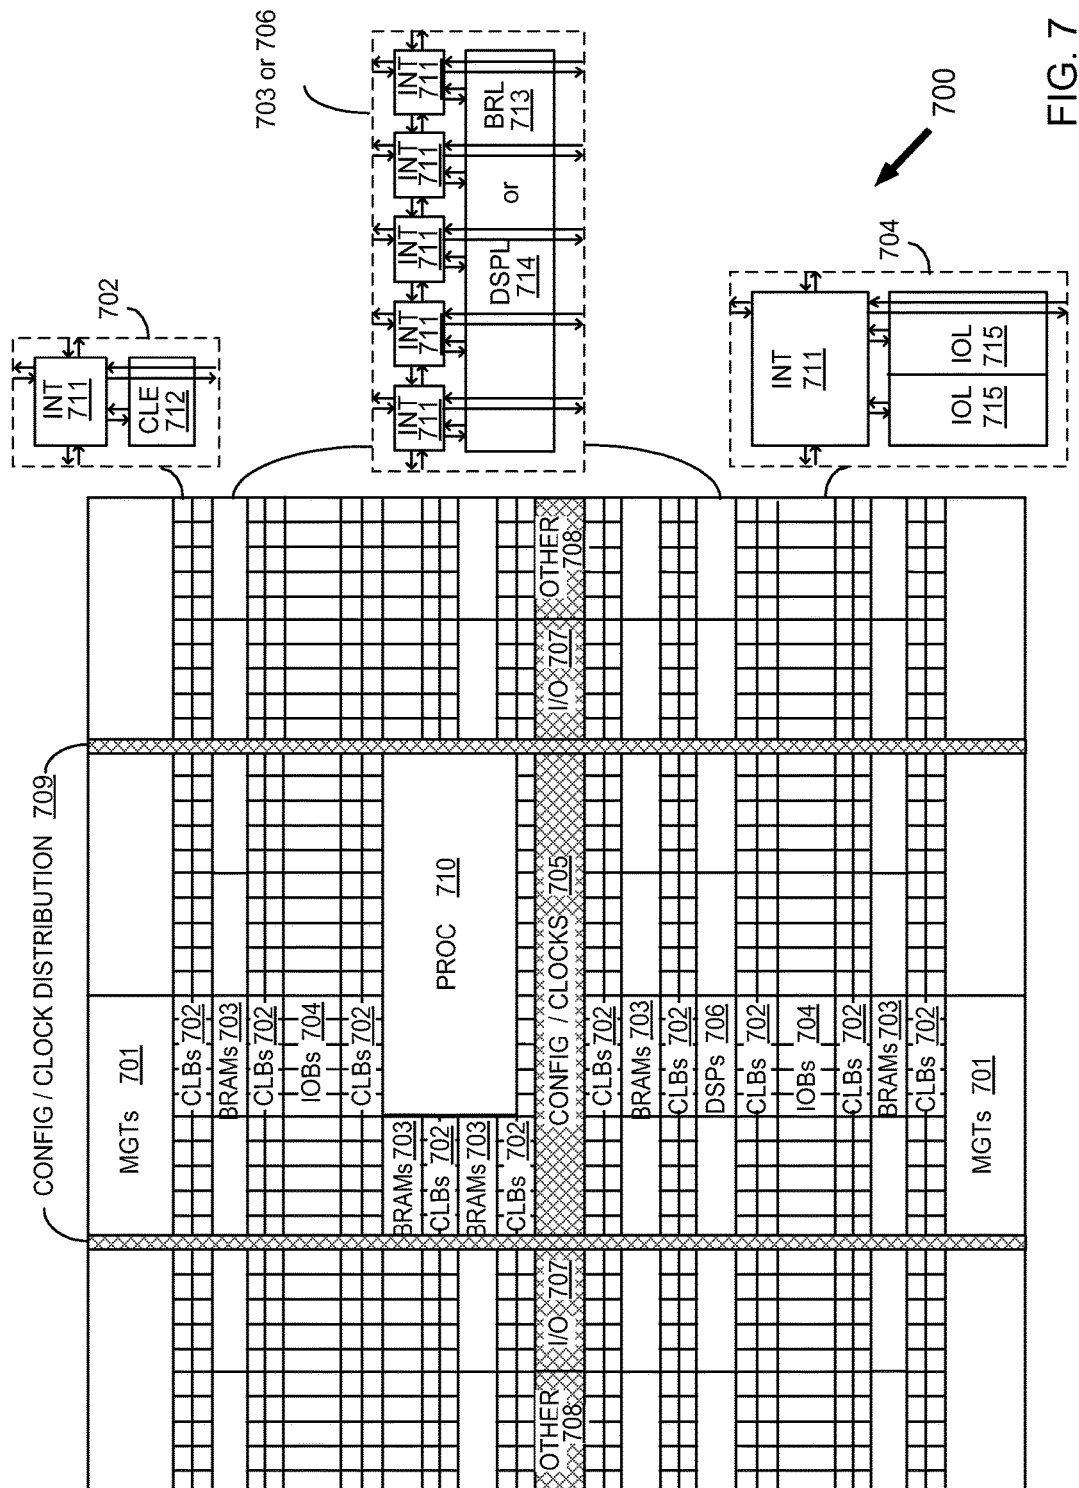 FIG. 7
700
CONFIG / CLOCK DISTRIBUTION 709
702
INT
711
CLE
712
703 or 706
INT
711
INT
711
INT
711
INT
711
INT
711
DSPL
714
or
BRL
713
704
INT
711
IOL
715
IOL
715
MGTs 701
CLBs 702
BRAMs 703
CLBs 702
IOBs 704
CLBs 702
BRAMs 703
CLBs 702
BRAMs 703
CLBs 702
PROC 710
OTHER
708
I/O 707
CONFIG / CLOCKS 705
I/O 707
OTHER
708
CLBs 702
BRAMs 703
CLBs 702
DSPs 706
CLBs 702
IOBs 704
CLBs 702
BRAMs 703
CLBs 702
MGTs 701